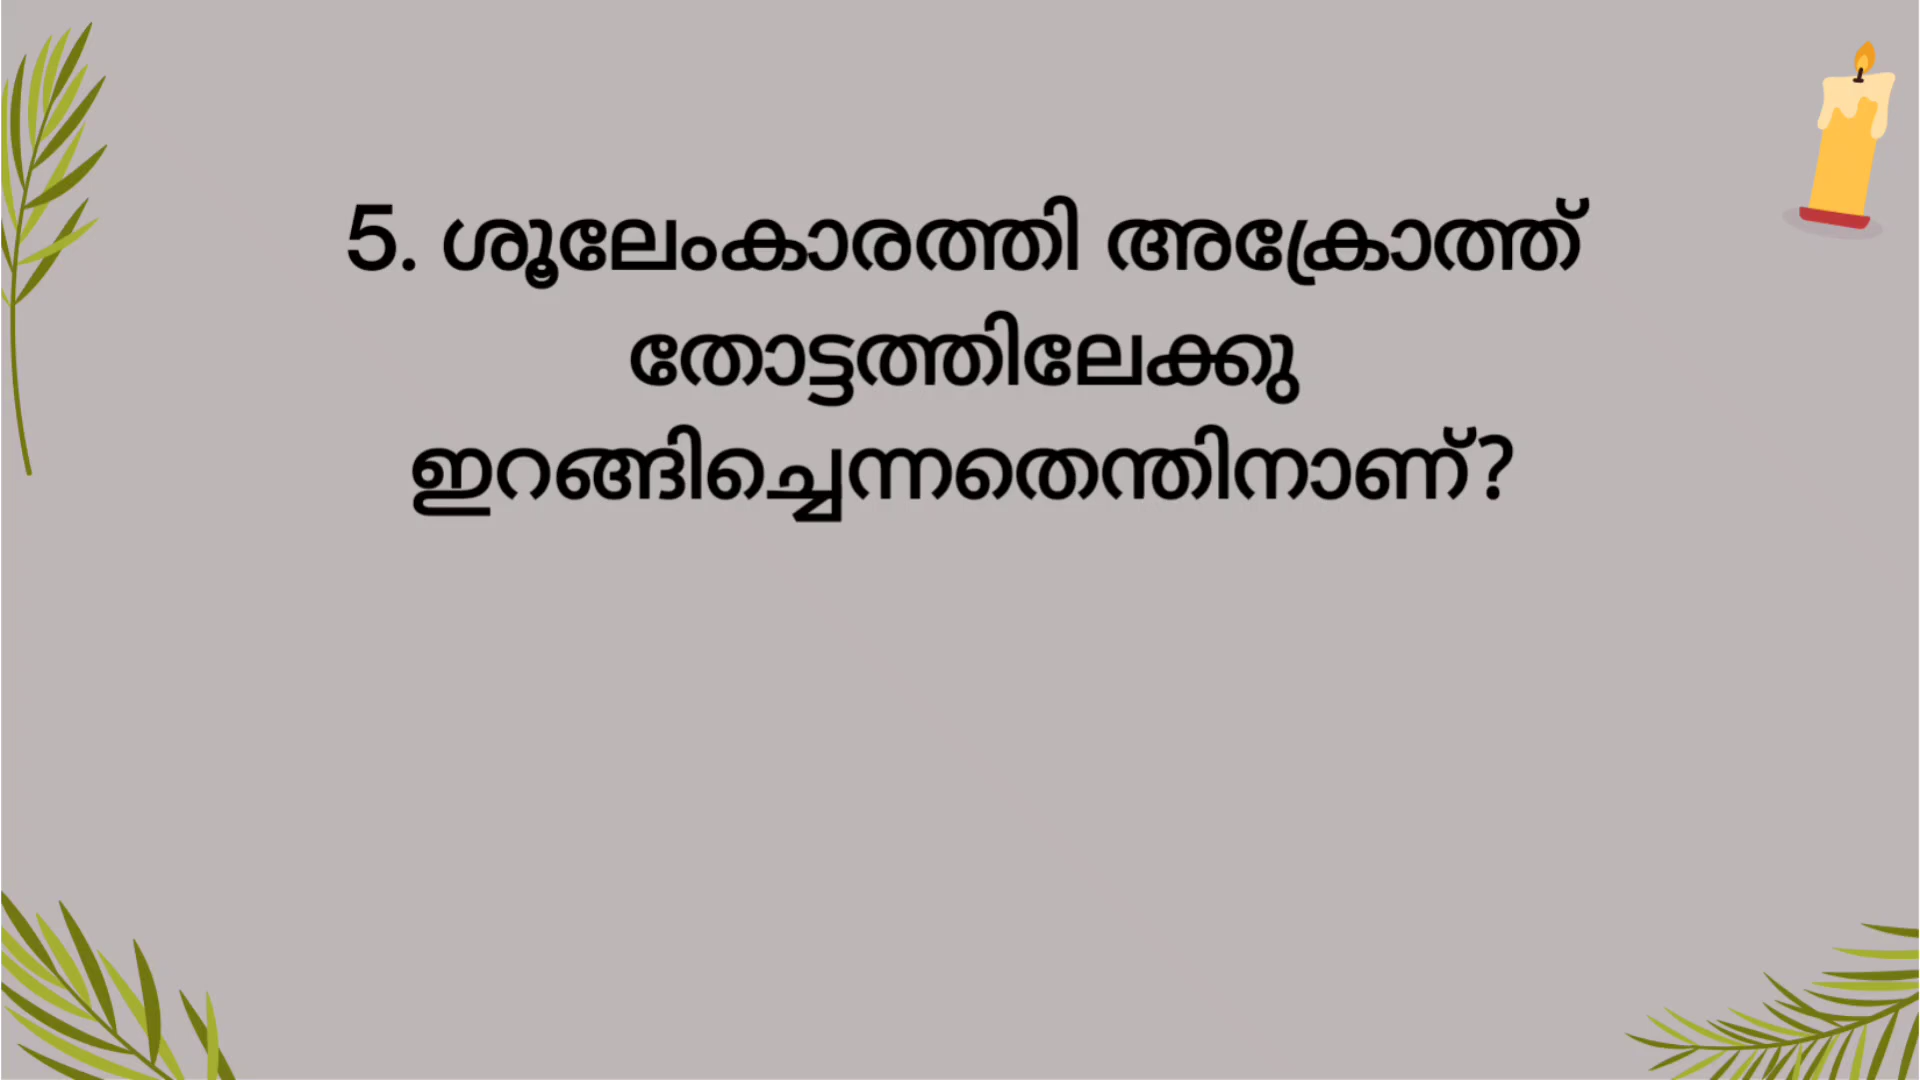 5. ശൂലേംകാരത്തി അക്രോത്ത്
തോട്ടത്തിലേക്കു
ഇറങ്ങിച്ചെന്നതെന്തിനാണ്?